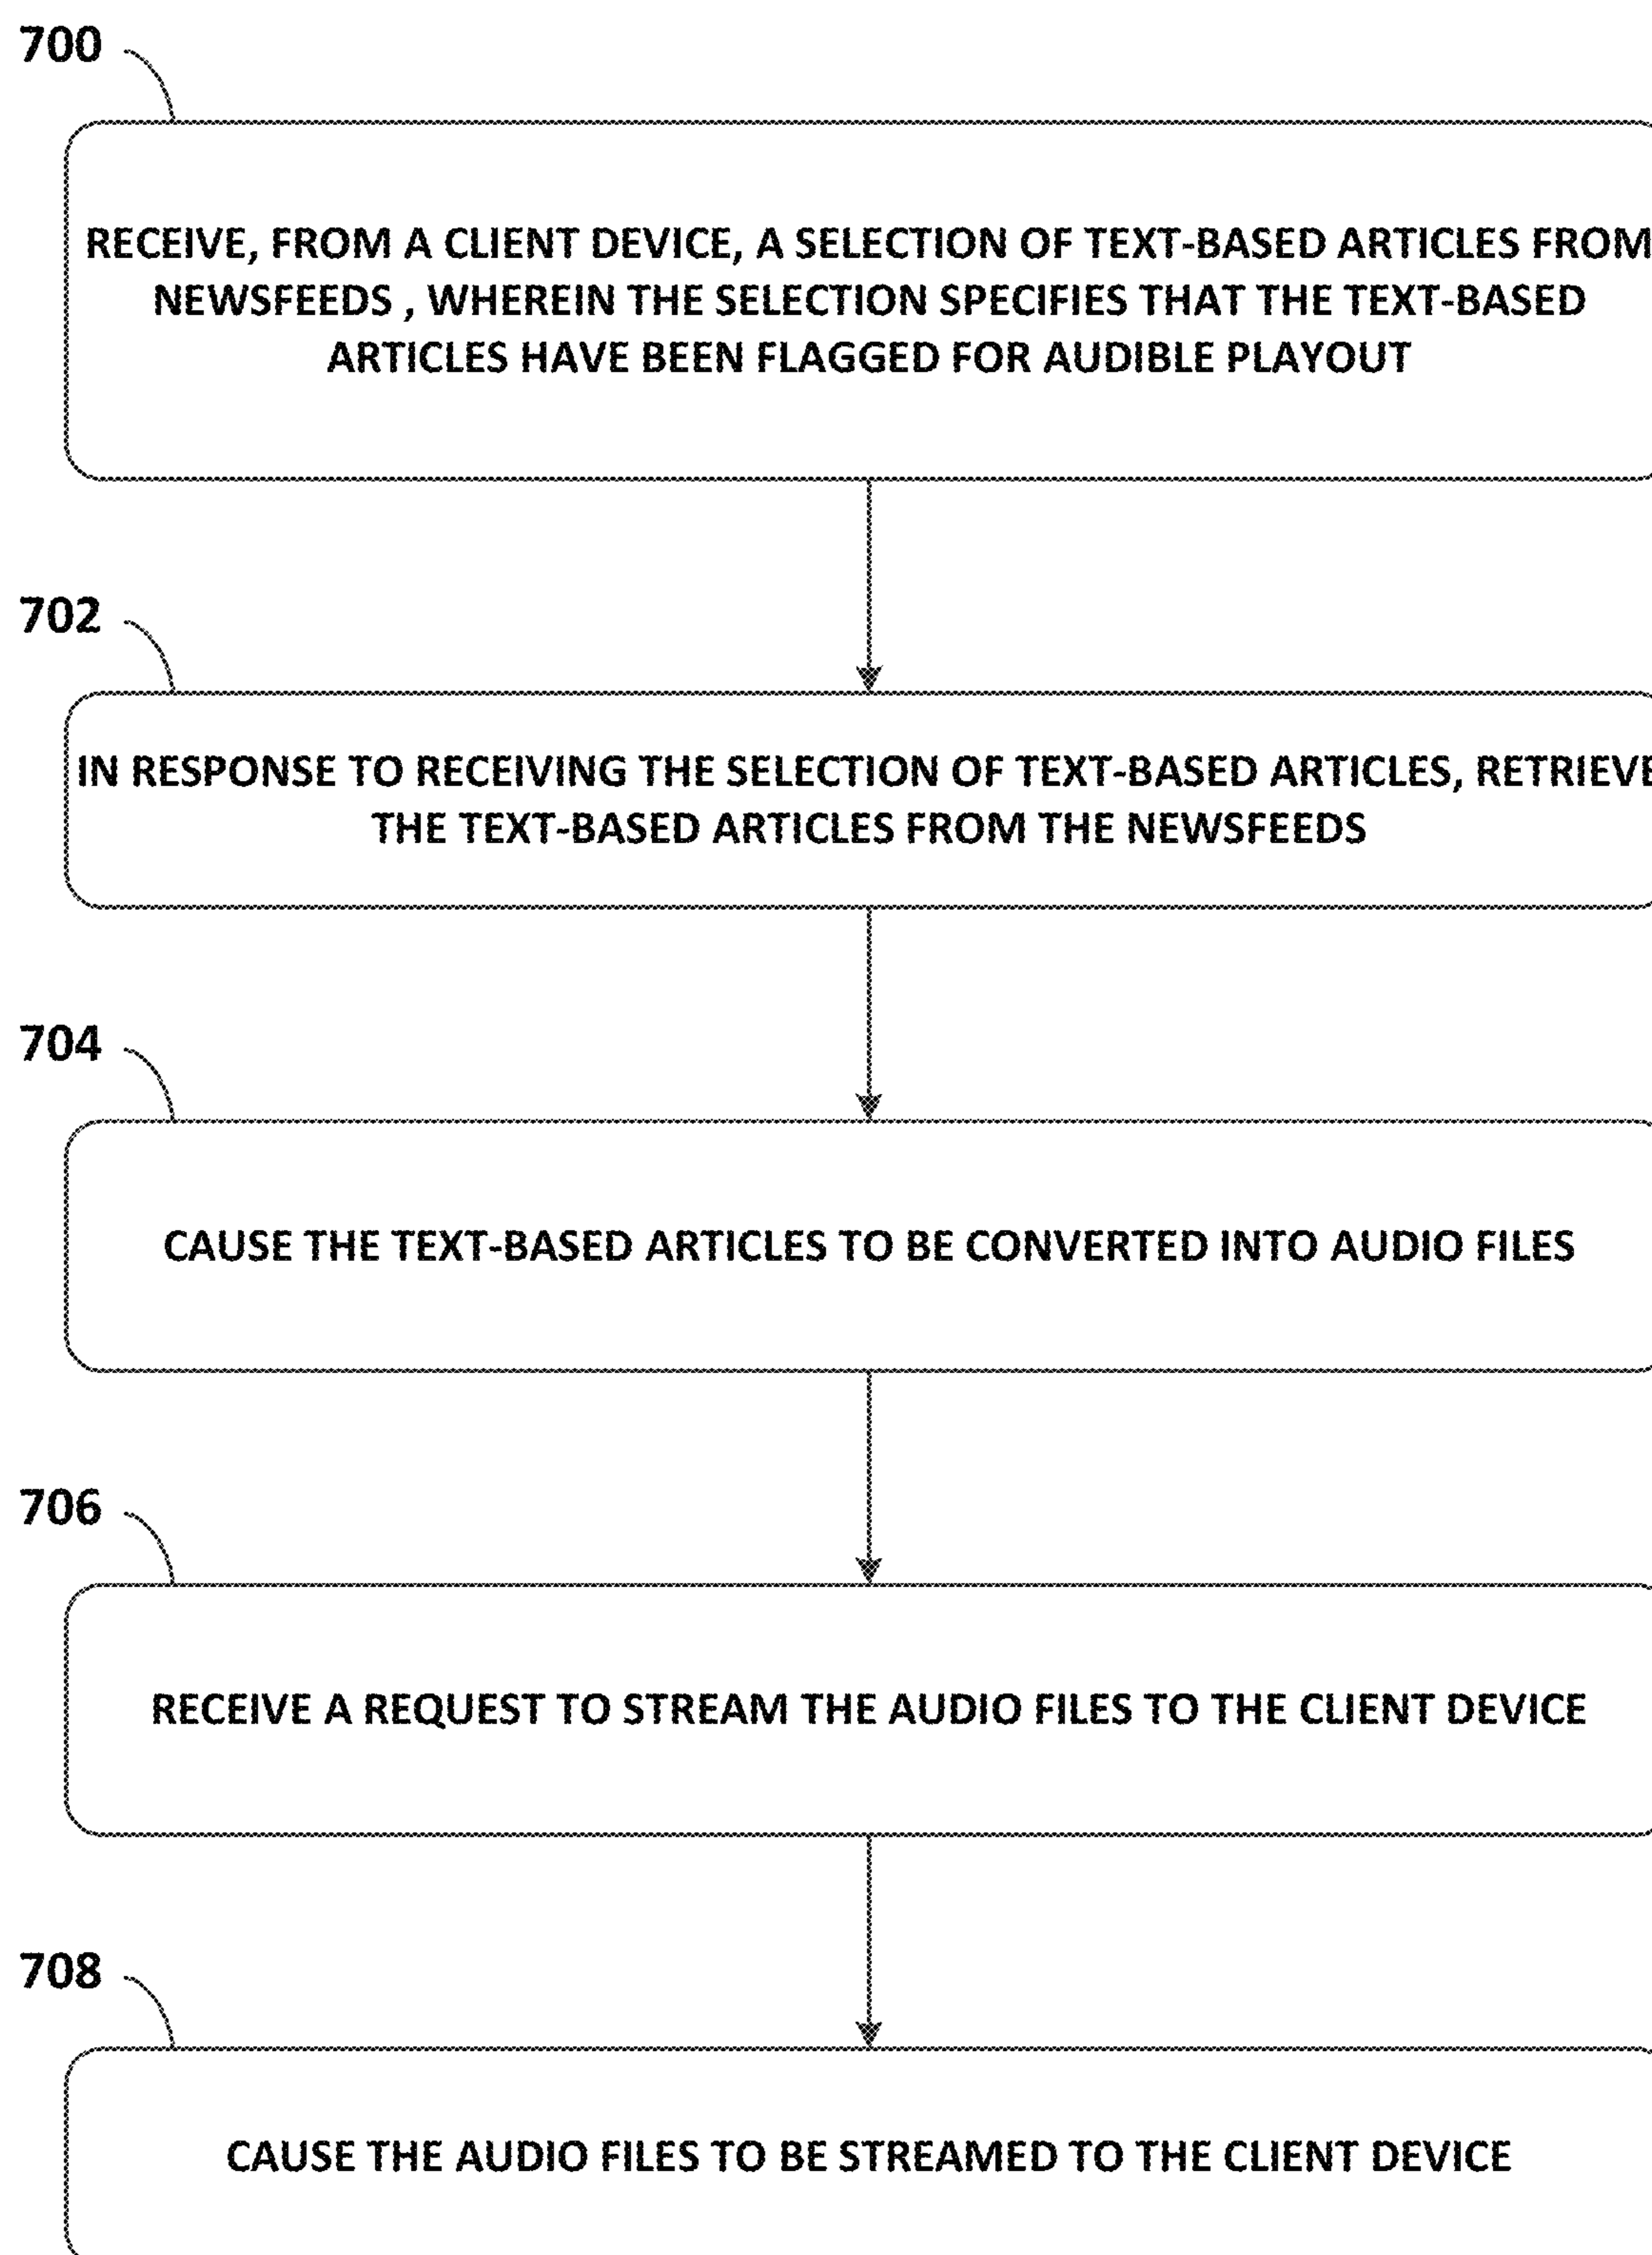 700
RECEIVE, FROM A CLIENT DEVICE, A SELECTION OF TEXT-BASED ARTICLES FROM
NEWSFEEDS , WHEREIN THE SELECTION SPECIFIES THAT THE TEXT-BASED
ARTICLES HAVE BEEN FLAGGED FOR AUDIBLE PLAYOUT
702
IN RESPONSE TO RECEIVING THE SELECTION OF TEXT-BASED ARTICLES, RETRIEVE
THE TEXT-BASED ARTICLES FROM THE NEWSFEEDS
704
CAUSE THE TEXT-BASED ARTICLES TO BE CONVERTED INTO AUDIO FILES
706
RECEIVE A REQUEST TO STREAM THE AUDIO FILES TO THE CLIENT DEVICE
708
CAUSE THE AUDIO FILES TO BE STREAMED TO THE CLIENT DEVICE